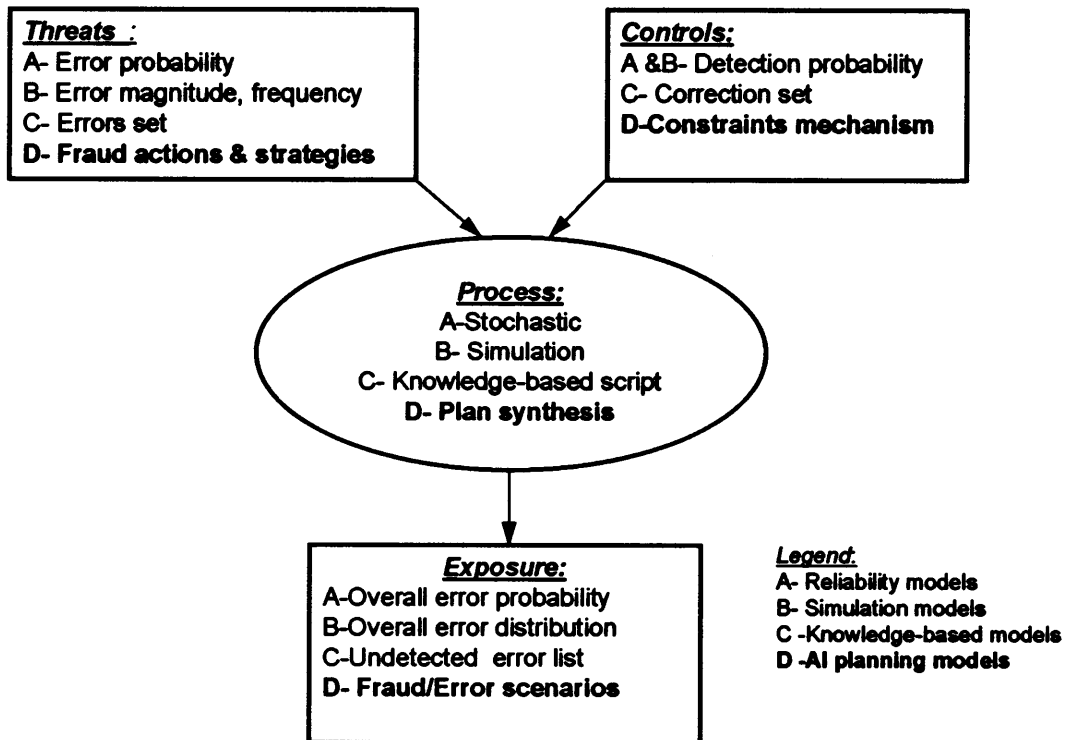 Threats :
A- Error probability
B- Error magnitude, frequency
C- Errors set
D- Fraud actions & strategies
Controls:
A &B- Detection probability
C- Correction set
D-Constraints mechanism
Process:
A-Stochastic
B- Simulation
C- Knowledge-based script
D- Plan synthesis
Exposure:
A-Overall error probability
B-Overall error distribution
C-Undetected error list
D- Fraud/Error scenarios
Legend:
A- Reliability models
B- Simulation models
C -Knowledge-based models
D -AI planning models